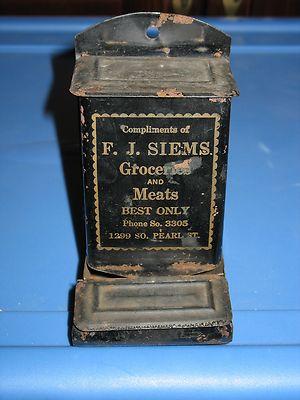 Compliments of
F. J. SIEMS
Groceries
AND
Meats
BEST ONLY
Phone So. 3305
1299 SO. PEARL ST.